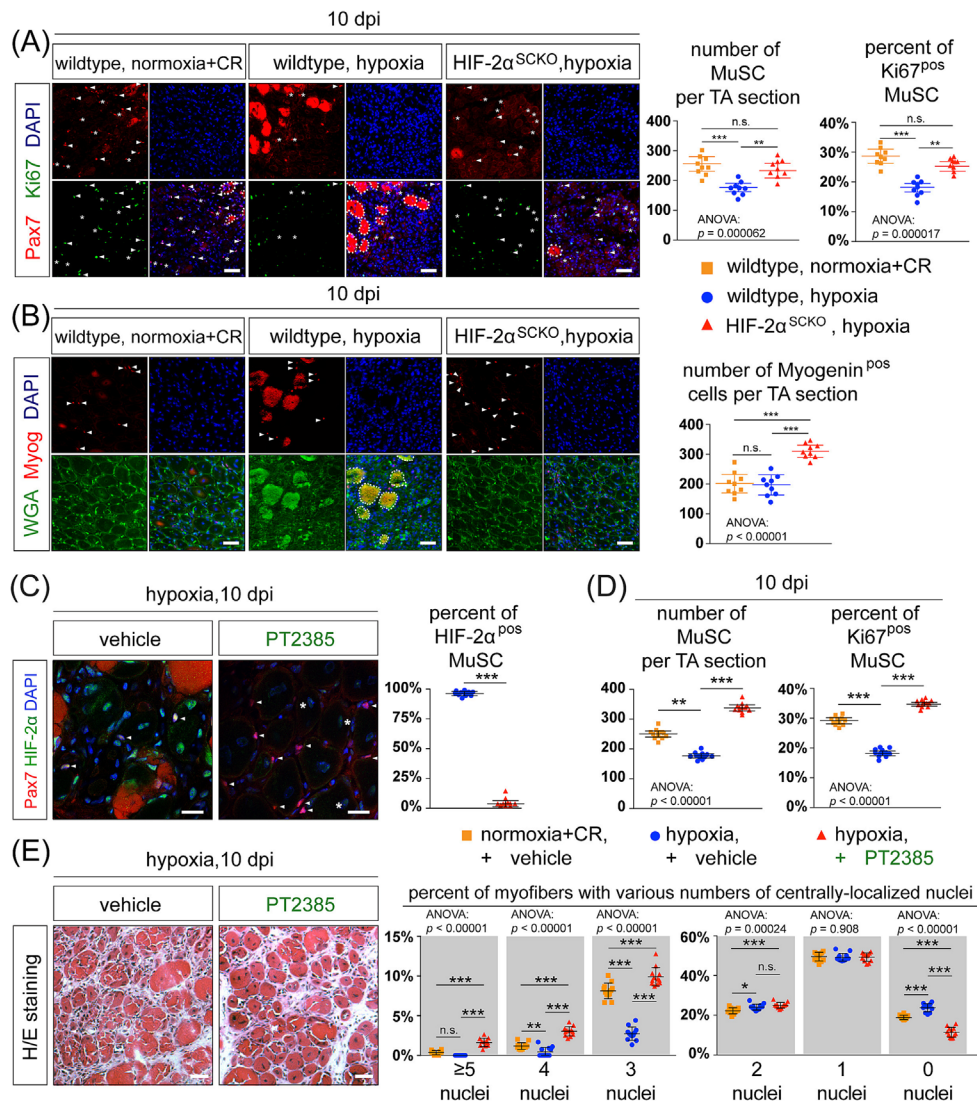 (A)
10 dpi
wildtype, normoxia+CR
wildtype, hypoxia
HIF-2α^SCKO, hypoxia
Pax7 Ki67 DAPI
number of
MuSC
per TA section
n.s.
***
**
400
300
200
100
0
ANOVA:
p = 0.000062
percent of
Ki67^pos
MuSC
n.s.
***
**
40%
30%
20%
10%
0%
ANOVA:
p = 0.000017
wildtype, normoxia+CR
wildtype, hypoxia
HIF-2α^SCKO, hypoxia
(B)
10 dpi
wildtype, normoxia+CR
wildtype, hypoxia
HIF-2α^SCKO,hypoxia
WGA Myog DAPI
number of Myogenin^pos
cells per TA section
***
***
n.s.
400
300
200
100
0
ANOVA:
p < 0.00001
(C)
hypoxia,10 dpi
vehicle
PT2385
Pax7 HIF-2α DAPI
percent of
HIF-2α^pos
MuSC
***
100%
75%
50%
25%
0%
(D)
10 dpi
number of
MuSC
per TA section
***
**
400
300
200
100
0
ANOVA:
p < 0.00001
percent of
Ki67^pos
MuSC
***
***
40%
30%
20%
10%
0%
ANOVA:
p < 0.00001
normoxia+CR,
+ vehicle
hypoxia,
+ vehicle
hypoxia,
+ PT2385
(E)
hypoxia,10 dpi
vehicle
PT2385
H/E staining
percent of myofibers with various numbers of centrally-localized nuclei
ANOVA:
p < 0.00001
ANOVA:
p < 0.00001
ANOVA:
p < 0.00001
15%
10%
5%
0%
***
***
n.s.
***
***
**
***
***
***
≥5
nuclei
4
nuclei
3
nuclei
ANOVA:
p = 0.00024
ANOVA:
p = 0.908
ANOVA:
p < 0.00001
60%
40%
20%
0%
***
n.s.
*
***
***
***
2
nuclei
1
nuclei
0
nuclei